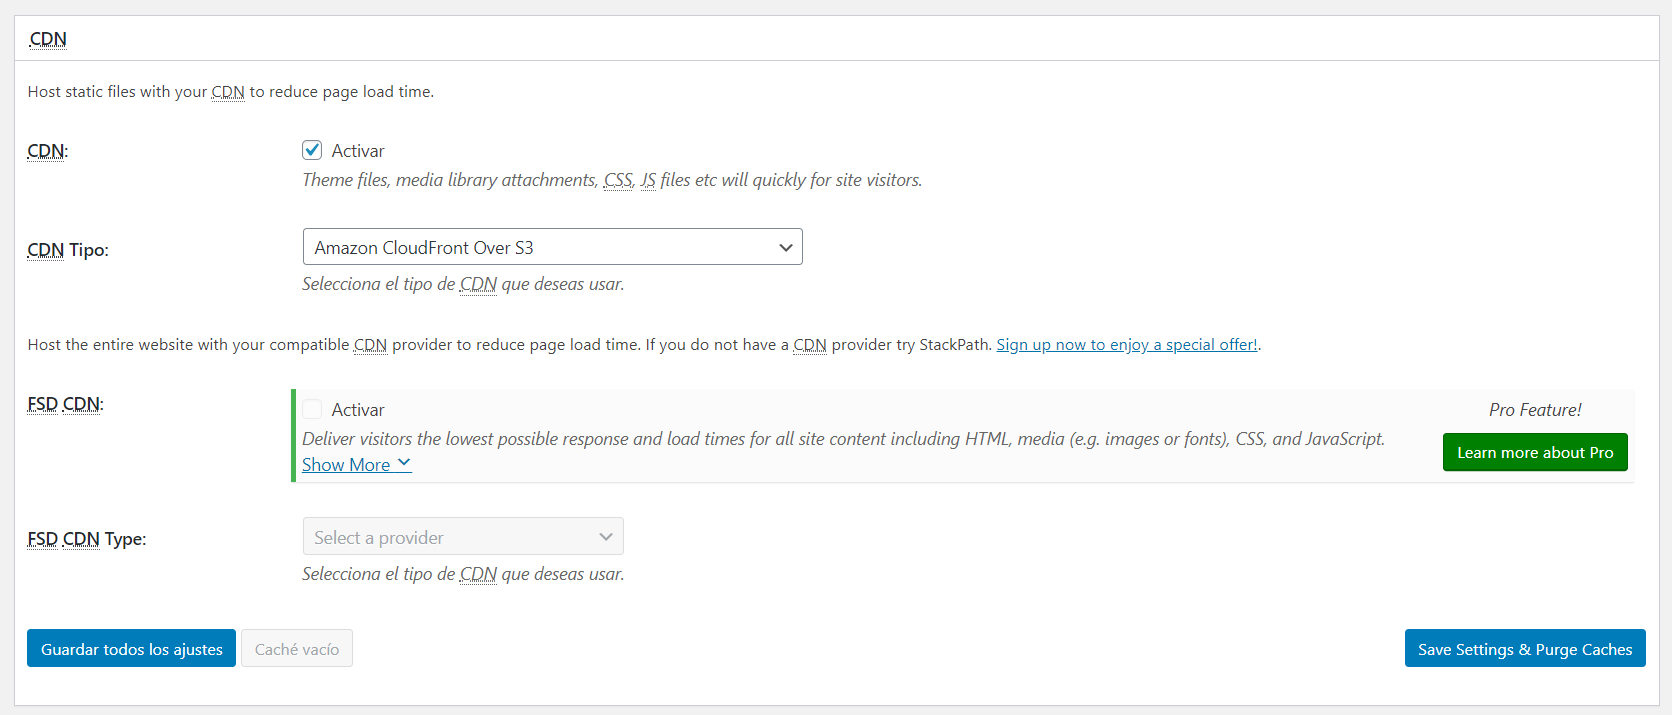 CDN
Host static files with your CDN to reduce page load time.
CDN:
Activar
Theme files, media library attachments, CSS, JS files etc will quickly for site visitors.
CDN Tipo:
Amazon CloudFront Over S3
Selecciona el tipo de CDN que deseas usar.
Host the entire website with your compatible CDN provider to reduce page load time. If you do not have a CDN provider try StackPath. Sign up now to enjoy a special offer!.
FSD CDN:
Activar
Pro Feature!
Deliver visitors the lowest possible response and load times for all site content including HTML, media (e.g. images or fonts), CSS, and JavaScript.
Learn more about Pro
Show More
FSD CDN Type:
Select a provider
Selecciona el tipo de CDN que deseas usar.
Guardar todos los ajustes
Caché vacío
Save Settings & Purge Caches